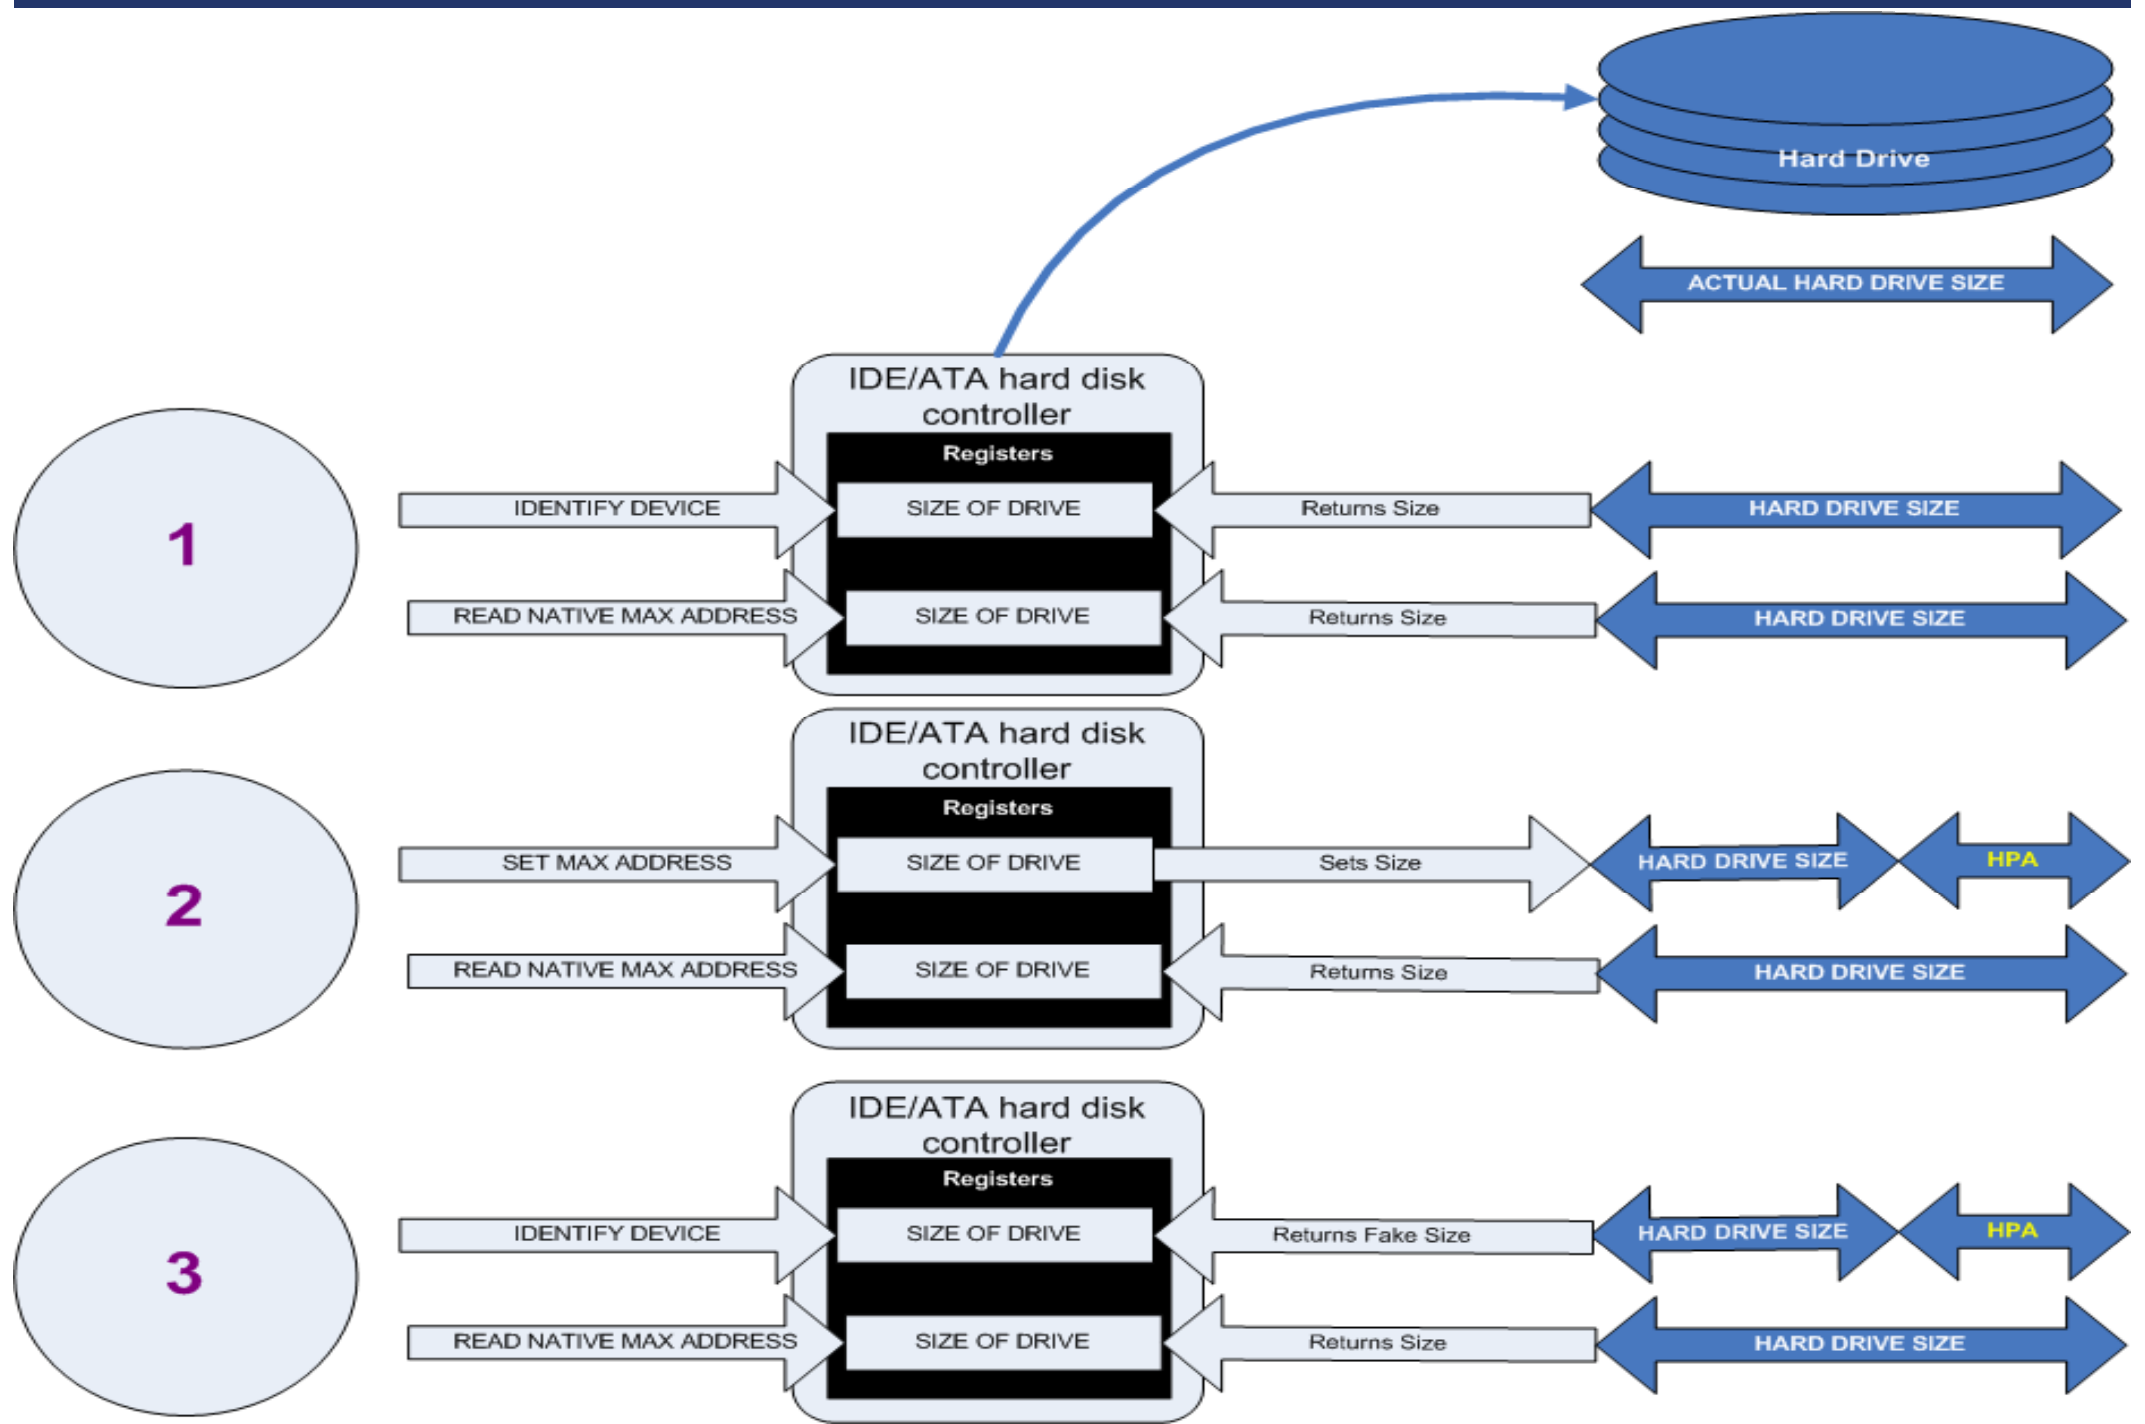 Hard Drive
ACTUAL HARD DRIVE SIZE
IDE/ATA hard disk
controller
Registers
1
IDENTIFY DEVICE
SIZE OF DRIVE
Returns Size
HARD DRIVE SIZE
READ NATIVE MAX ADDRESS
SIZE OF DRIVE
Returns Size
HARD DRIVE SIZE
IDE/ATA hard disk
controller
Registers
2
SET MAX ADDRESS
SIZE OF DRIVE
Sets Size
HARD DRIVE SIZE
HPA
READ NATIVE MAX ADDRESS
SIZE OF DRIVE
Returns Size
HARD DRIVE SIZE
IDE/ATA hard disk
controller
Registers
3
IDENTIFY DEVICE
SIZE OF DRIVE
Returns Fake Size
HARD DRIVE SIZE
HPA
READ NATIVE MAX ADDRESS
SIZE OF DRIVE
Returns Size
HARD DRIVE SIZE